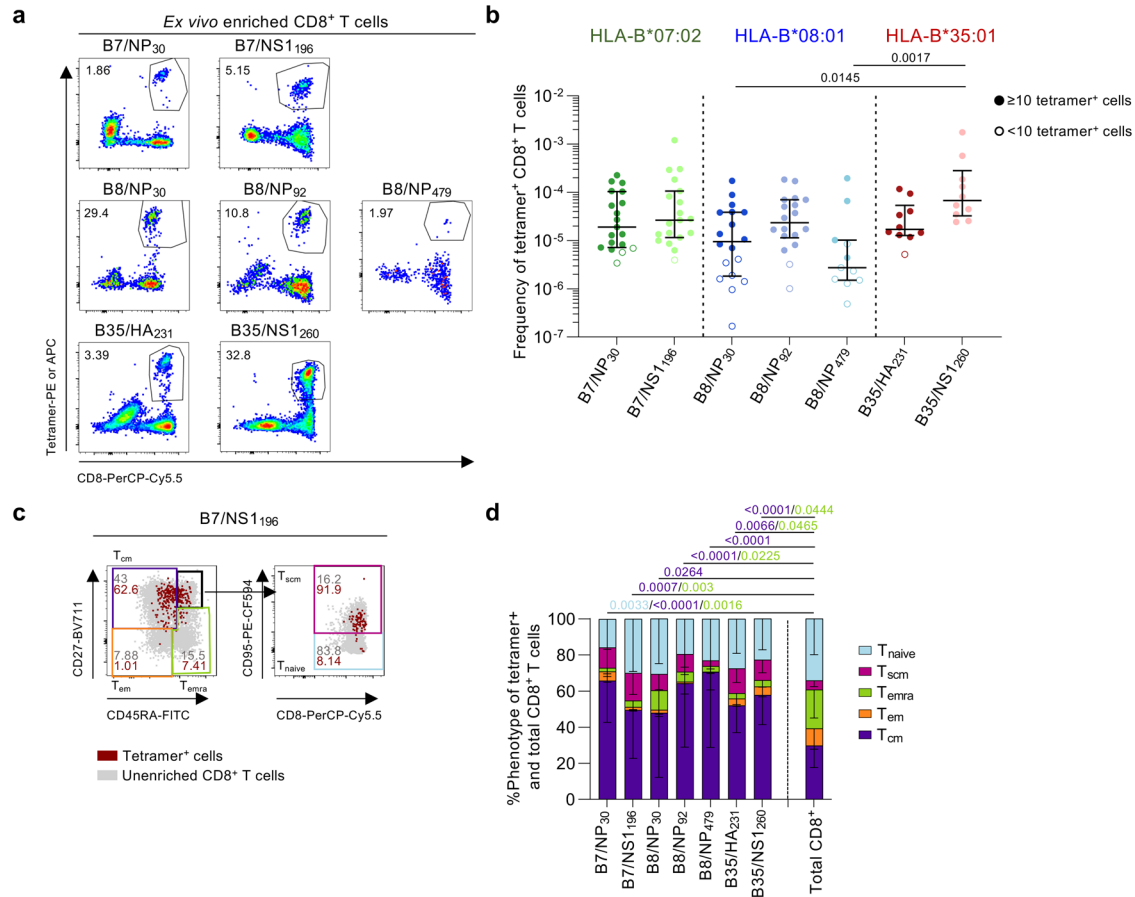 a
Ex vivo enriched CD8+ T cells
B7/NP30
B7/NS1196
1.86
5.15
B8/NP30
B8/NP92
B8/NP479
29.4
10.8
1.97
B35/HA231
B35/NS1260
3.39
32.8
Tetramer-PE or APC
CD8-PerCP-Cy5.5
b
HLA-B*07:02
HLA-B*08:01
HLA-B*35:01
0.0017
0.0145
≥10 tetramer+ cells
<10 tetramer+ cells
Frequency of tetramer+ CD8+ T cells
10-2
10-3
10-4
10-5
10-6
10-7
B7/NP30
B7/NS1196
B8/NP30
B8/NP92
B8/NP479
B35/HA231
B35/NS1260
c
B7/NS1196
Tcm
43
62.6
7.88
1.01
15.5
7.41
Tem
Temra
CD27-BV711
CD45RA-FITC
Tscm
16.2
91.9
83.8
8.14
Tnaive
CD95-PE-CF594
CD8-PerCP-Cy5.5
Tetramer+ cells
Unenriched CD8+ T cells
d
<0.0001/0.0444
0.0066/0.0465
<0.0001
<0.0001/0.0225
0.0264
0.0007/0.003
0.0033/<0.0001/0.0016
%Phenotype of tetramer+
and total CD8+ T cells
100
80
60
40
20
0
B7/NP30
B7/NS1196
B8/NP30
B8/NP92
B8/NP479
B35/HA231
B35/NS1260
Total CD8+
Tnaive
Tscm
Temra
Tem
Tcm